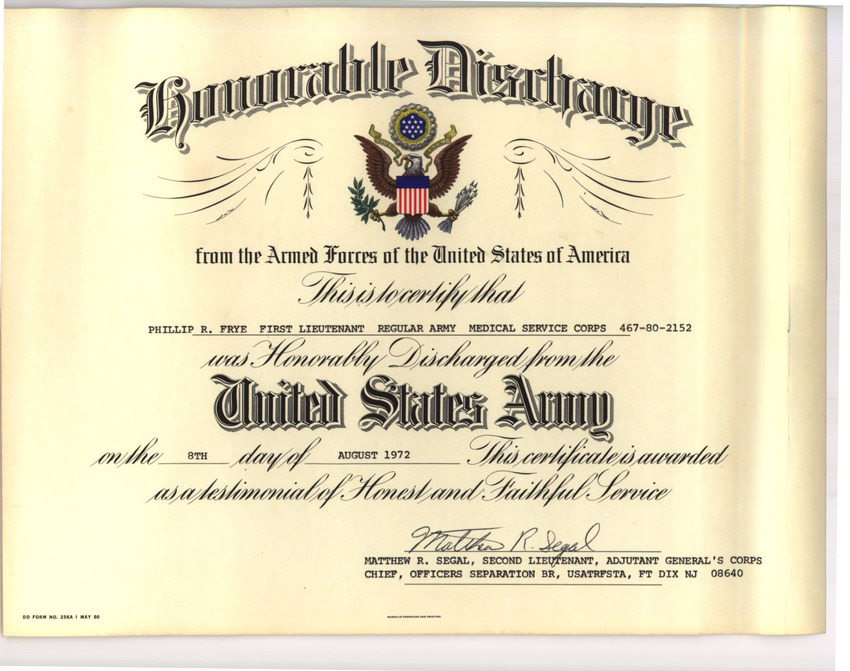 Honorable Discharge
from the Armed Forces of the United States of America
This is to certify that
PHILLIP R. FRYE FIRST LIEUTENANT REGULAR ARMY MEDICAL SERVICE CORPS 467-80-2152
was Honorably Discharged from the
United States Army
on the 8TH day of AUGUST 1972 This certificate is awarded
as a testimonial of Honest and Faithful Service
Matthew R. Segal
MATTHEW R. SEGAL, SECOND LIEUTENANT, ADJUTANT GENERAL'S CORPS
CHIEF, OFFICERS SEPARATION BR, USATRFSTA, FT DIX NJ 08640
DD FORM NO. 256A 1 MAY 50